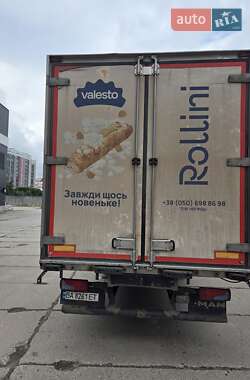 AUTO
RIA
valesto
Завжди щось
новеньке!
Rollini
+38 (050) 698 86 98
MAN